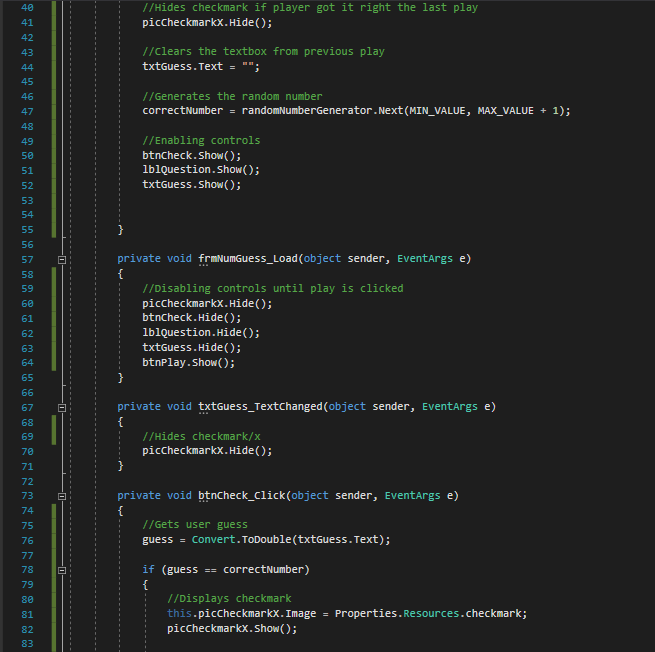 40 //Hides checkmark if player got it right the last play
41 picCheckmarkX.Hide();
42
43 //Clears the textbox from previous play
44 txtGuess.Text = "";
45
46 //Generates the random number
47 correctNumber = randomNumberGenerator.Next(MIN_VALUE, MAX_VALUE + 1);
48
49 //Enabling controls
50 btnCheck.Show();
51 lblQuestion.Show();
52 txtGuess.Show();
53
54
55 }
56
57 private void frmNumGuess_Load(object sender, EventArgs e)
58 {
59 //Disabling controls until play is clicked
60 picCheckmarkX.Hide();
61 btnCheck.Hide();
62 lblQuestion.Hide();
63 txtGuess.Hide();
64 btnPlay.Show();
65 }
66
67 private void txtGuess_TextChanged(object sender, EventArgs e)
68 {
69 //Hides checkmark/x
70 picCheckmarkX.Hide();
71 }
72
73 private void btnCheck_Click(object sender, EventArgs e)
74 {
75 //Gets user guess
76 guess = Convert.ToDouble(txtGuess.Text);
77
78 if (guess == correctNumber)
79 {
80 //Displays checkmark
81 this.picCheckmarkX.Image = Properties.Resources.checkmark;
82 picCheckmarkX.Show();
83